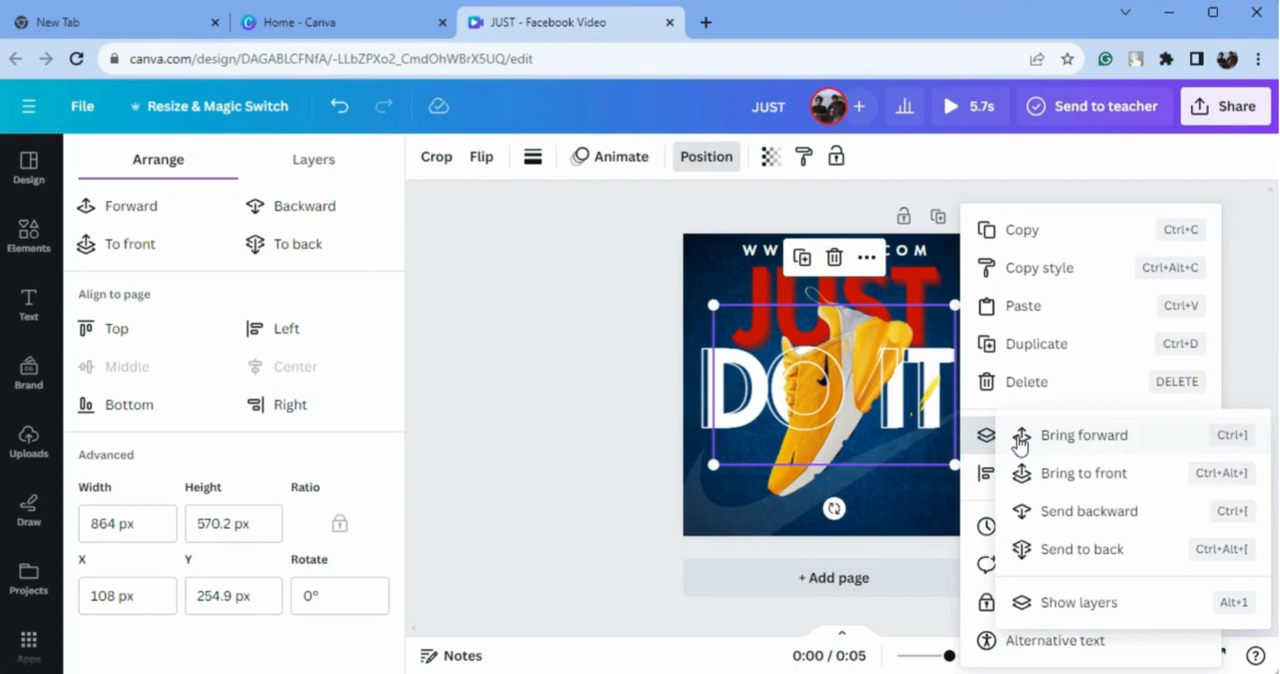 New Tab
Home - Canva
JUST - Facebook Video
canva.com/design/DAGABLCFNfA/-LLbZPXo2_CmdOhWBrX5UQ/edit
File
Resize & Magic Switch
JUST
5.7s
Send to teacher
Share
Design
Elements
Text
Brand
Uploads
Draw
Projects
Apps
Arrange
Layers
Forward
Backward
To front
To back
Align to page
Top
Left
Middle
Center
Bottom
Right
Advanced
Width
Height
Ratio
864 px
570.2 px
X
Y
Rotate
108 px
254.9 px
0°
Crop
Flip
Animate
Position
JUST
DO IT
+ Add page
Notes
0:00 / 0:05
Copy Ctrl+C
Copy style Ctrl+Alt+C
Paste Ctrl+V
Duplicate Ctrl+D
Delete DELETE
Bring forward Ctrl+]
Bring to front Ctrl+Alt+]
Send backward Ctrl+[
Send to back Ctrl+Alt+[
Show layers Alt+1
Alternative text